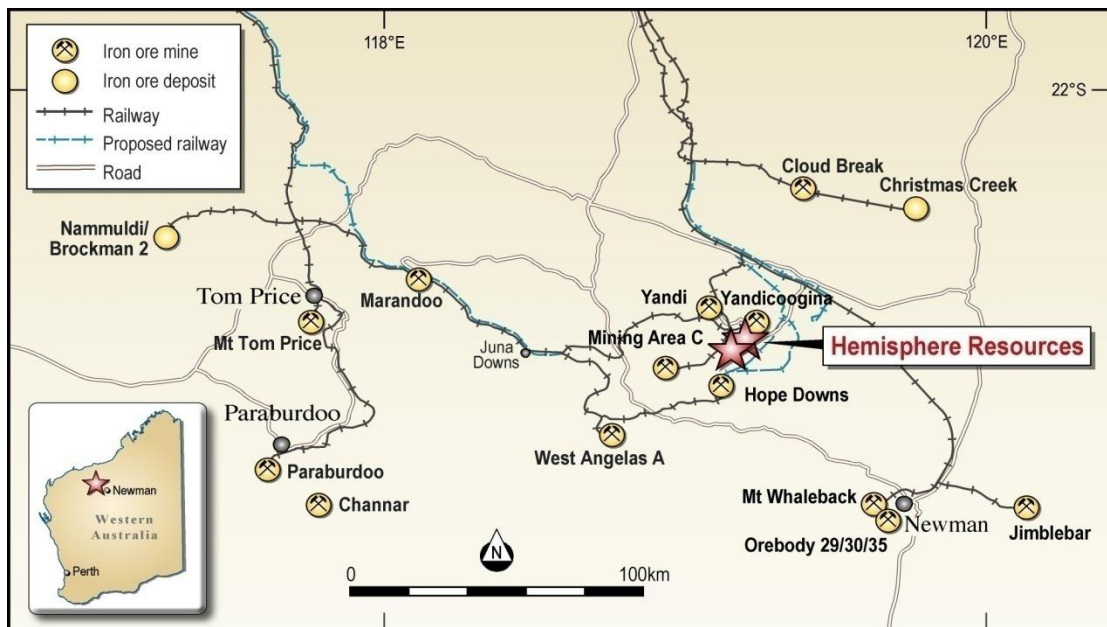 118°E
120°E
22°S
Iron ore mine
Iron ore deposit
Railway
Proposed railway
Road
Cloud Break
Christmas Creek
Nammuldi/
Brockman 2
Tom Price
Marandoo
Mt Tom Price
Yandi
Yandicoogina
Mining Area C
Hemisphere Resources
Juna
Downs
Hope Downs
Paraburdoo
West Angelas A
Paraburdoo
Channar
Mt Whaleback
Newman
Jimblebar
Orebody 29/30/35
Newman
Western
Australia
Perth
N
0
100km